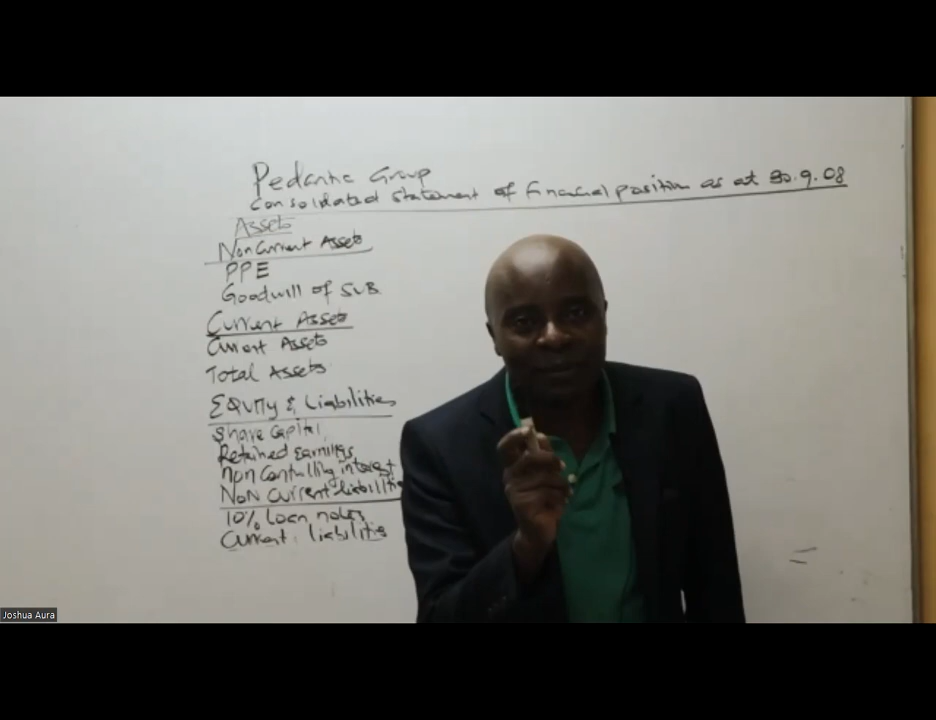 Pedantic Group
Consolidated statement of financial position as at 30.9.08
Assets
Non Current Assets
PPE
Goodwill of SUB
Current Assets
Current Assets
Total Assets
Equity & Liabilities
Share Capital
Retained Earnings
Non Controlling interest
Non Current liabilitie
10% Loan notes
Current liabilities
Joshua Aura